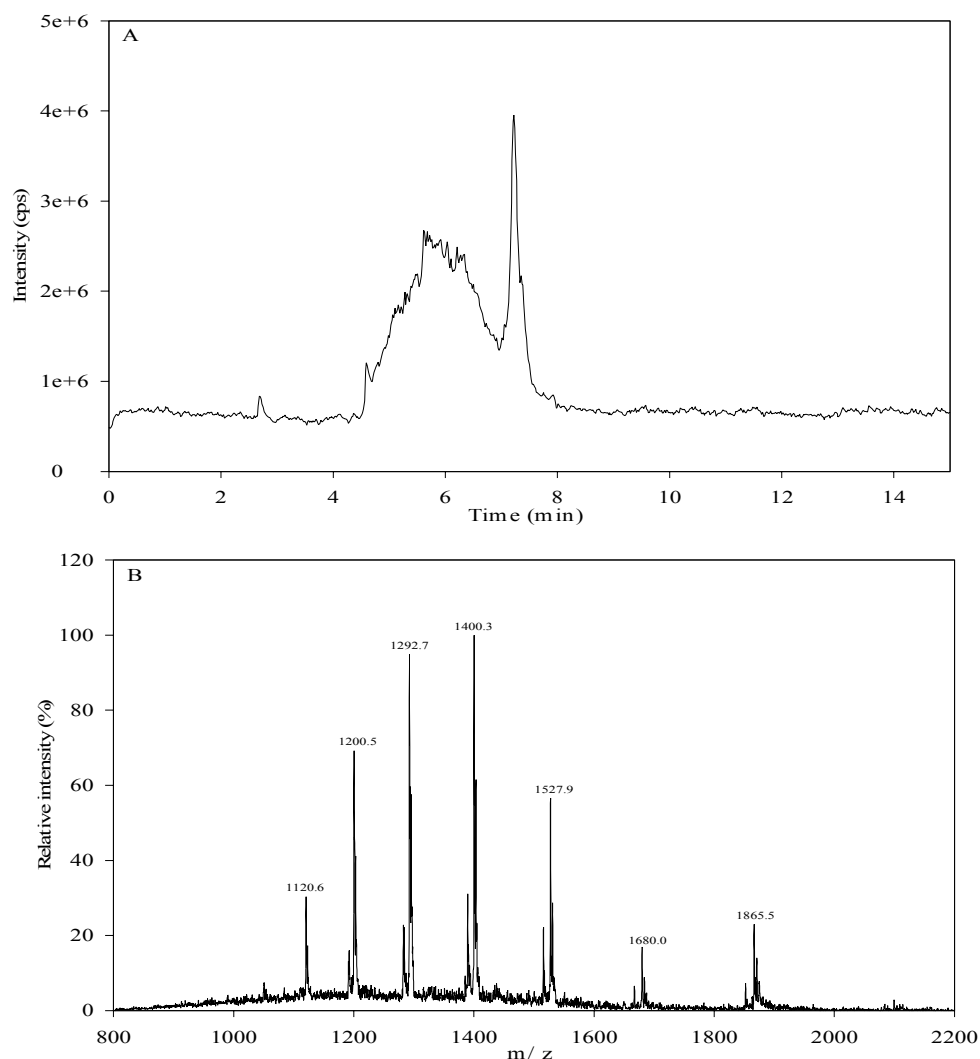 5e+6
A
4e+6
3e+6
2e+6
1e+6
0
Intensity (cps)
0 2 4 6 8 10 12 14
Time (min)
120
B
100
80
60
40
20
0
Relative intensity (%)
1120.6
1200.5
1292.7
1400.3
1527.9
1680.0
1865.5
800 1000 1200 1400 1600 1800 2000 2200
m/z